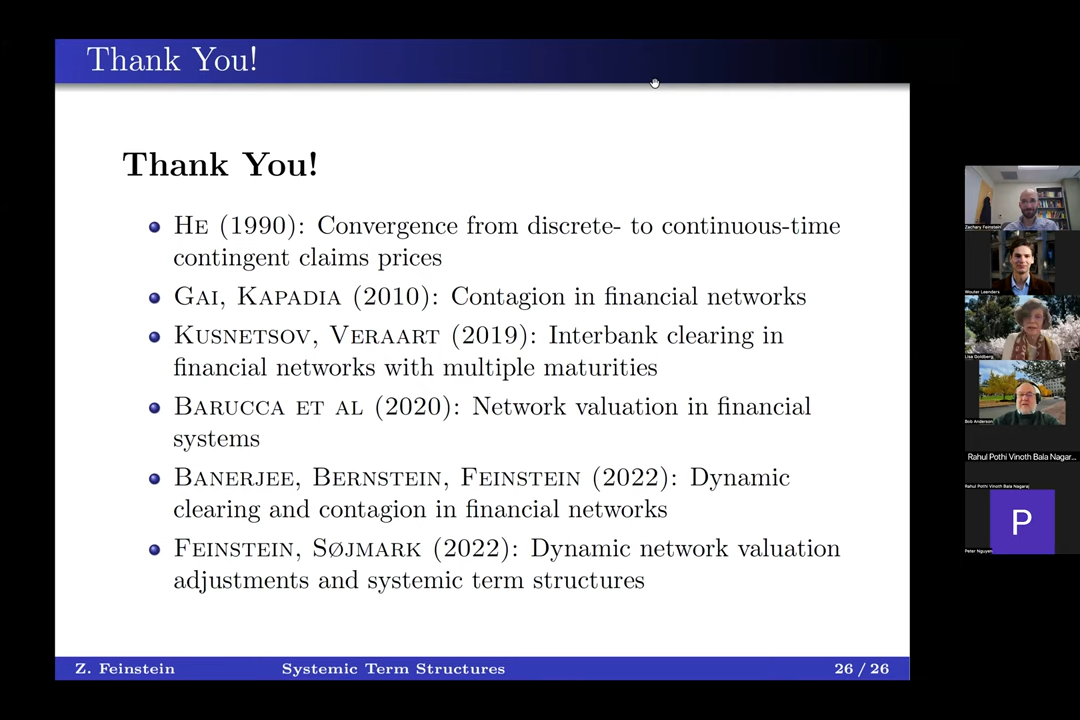 Thank You!
Thank You!
HE (1990): Convergence from discrete- to continuous-time
contingent claims prices
GAI, KAPADIA (2010): Contagion in financial networks
KUSNETSOV, VERAART (2019): Interbank clearing in
financial networks with multiple maturities
BARUCCA ET AL (2020): Network valuation in financial
systems
BANERJEE, BERNSTEIN, FEINSTEIN (2022): Dynamic
clearing and contagion in financial networks
FEINSTEIN, SØJMARK (2022): Dynamic network valuation
adjustments and systemic term structures
Z. Feinstein Systemic Term Structures 26 / 26
Zachary Feinstein
Wouter Leenders
Lisa Goldberg
Bob Anderson
Rahul Pothi Vinoth Bala Nagar...
Rahul Pothi Vinoth Bala Nagaraj
P
Peter Nguyen